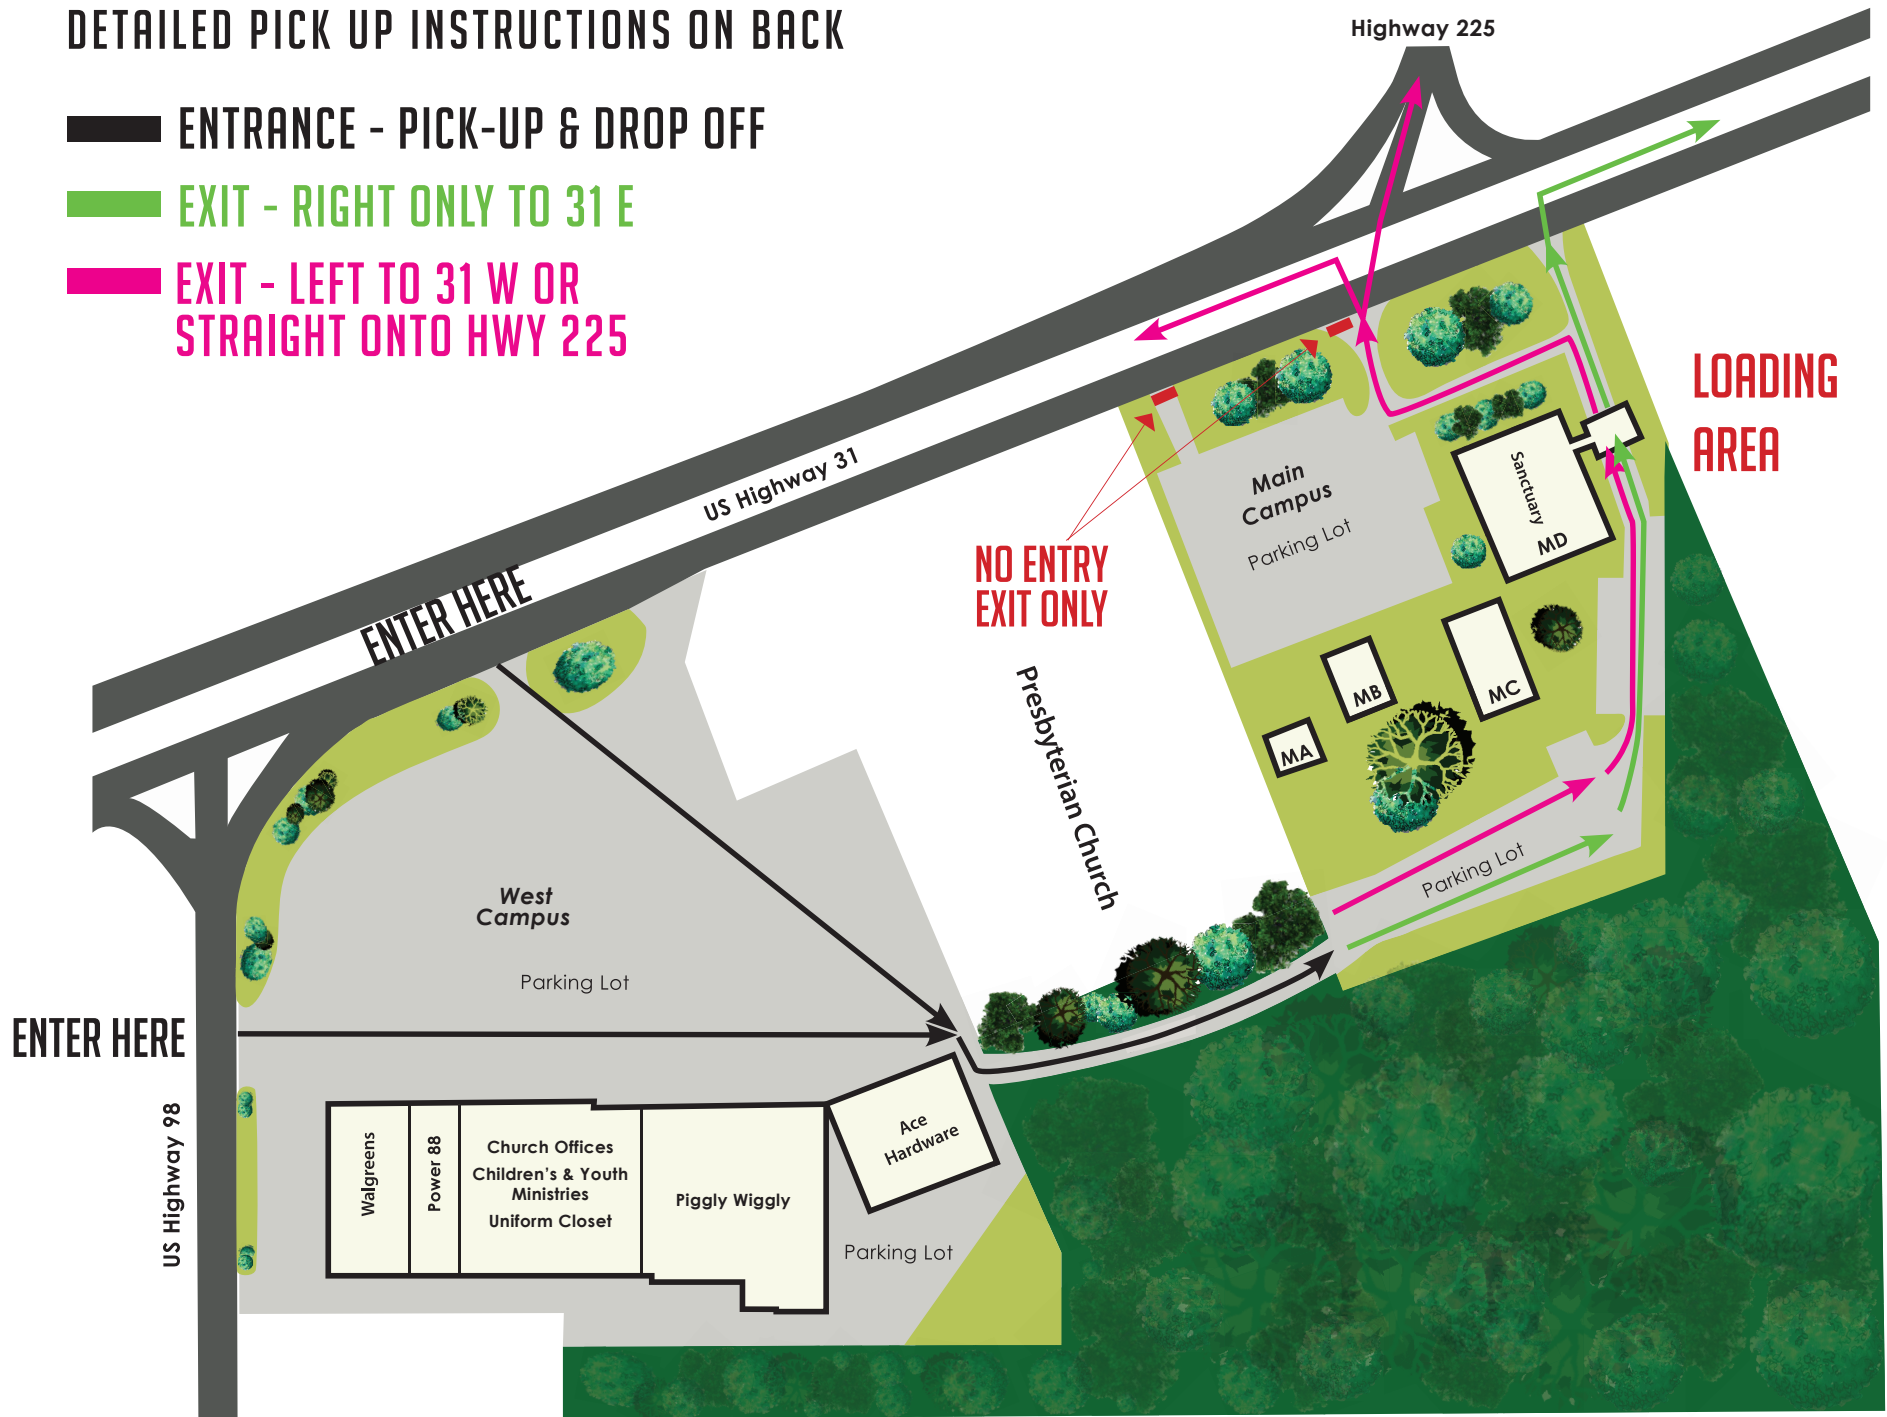 DETAILED PICK UP INSTRUCTIONS ON BACK
ENTRANCE - PICK-UP & DROP OFF
EXIT - RIGHT ONLY TO 31 E
EXIT - LEFT TO 31 W OR
STRAIGHT ONTO HWY 225
Highway 225
LOADING
AREA
US Highway 31
NO ENTRY
EXIT ONLY
Main
Campus
Parking Lot
Sanctuary
MD
MC
MB
MA
Presbyterian Church
Parking Lot
ENTER HERE
West
Campus
Parking Lot
ENTER HERE
US Highway 98
Walgreens
Power 88
Church Offices
Children's & Youth
Ministries
Uniform Closet
Piggly Wiggly
Ace
Hardware
Parking Lot